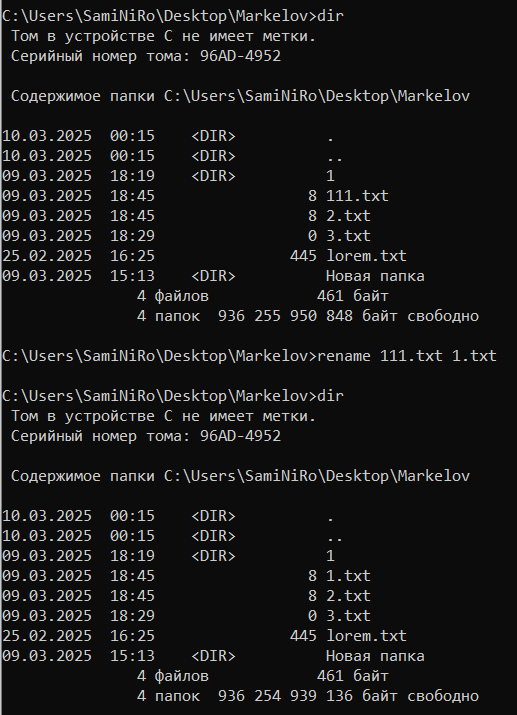 C:\Users\SamiNiRo\Desktop\Markelov>dir
Том в устройстве C не имеет метки.
Серийный номер тома: 96AD-4952
Содержимое папки C:\Users\SamiNiRo\Desktop\Markelov
10.03.2025  00:15    <DIR>          .
10.03.2025  00:15    <DIR>          ..
09.03.2025  18:19    <DIR>          1
09.03.2025  18:45                 8 111.txt
09.03.2025  18:45                 8 2.txt
09.03.2025  18:29                 0 3.txt
25.02.2025  16:25               445 lorem.txt
09.03.2025  15:13    <DIR>          Новая папка
4 файлов            461 байт
4 папок  936 255 950 848 байт свободно
C:\Users\SamiNiRo\Desktop\Markelov>rename 111.txt 1.txt
C:\Users\SamiNiRo\Desktop\Markelov>dir
Том в устройстве C не имеет метки.
Серийный номер тома: 96AD-4952
Содержимое папки C:\Users\SamiNiRo\Desktop\Markelov
10.03.2025  00:15    <DIR>          .
10.03.2025  00:15    <DIR>          ..
09.03.2025  18:19    <DIR>          1
09.03.2025  18:45                 8 1.txt
09.03.2025  18:45                 8 2.txt
09.03.2025  18:29                 0 3.txt
25.02.2025  16:25               445 lorem.txt
09.03.2025  15:13    <DIR>          Новая папка
4 файлов            461 байт
4 папок  936 254 939 136 байт свободно